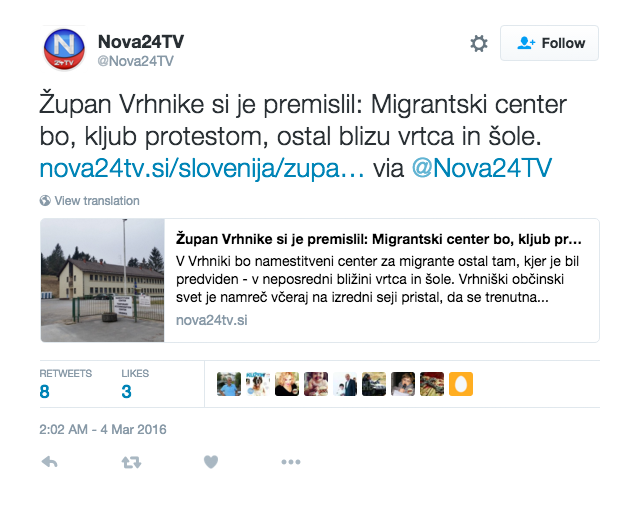 Nova24TV
@Nova24TV
Follow
N
24TV
Župan Vrhnike si je premislil: Migrantski center
bo, kljub protestom, ostal blizu vrtca in šole.
nova24tv.si/slovenija/zupa… via @Nova24TV
View translation
Župan Vrhnike si je premislil: Migrantski center bo, kljub pr...
V Vrhniki bo namestitveni center za migrante ostal tam, kjer je bil
predviden - v neposredni bližini vrtca in šole. Vrhniški občinski
svet je namreč včeraj na izredni seji pristal, da se trenutna...
nova24tv.si
RETWEETS
8
LIKES
3
2:02 AM - 4 Mar 2016